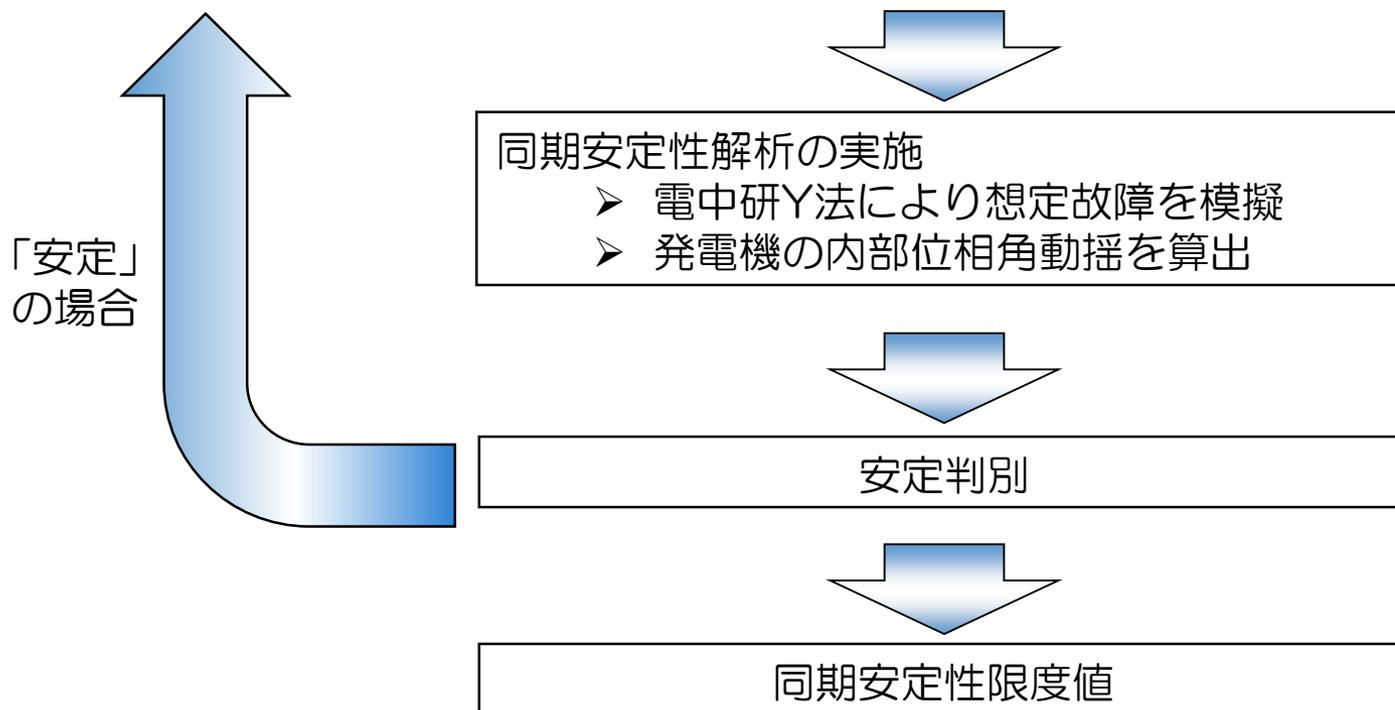 同期安定性解析の実施
➢ 電中研Y法により想定故障を模擬
➢ 発電機の内部位相角動揺を算出
「安定」
の場合
安定判別
同期安定性限度値